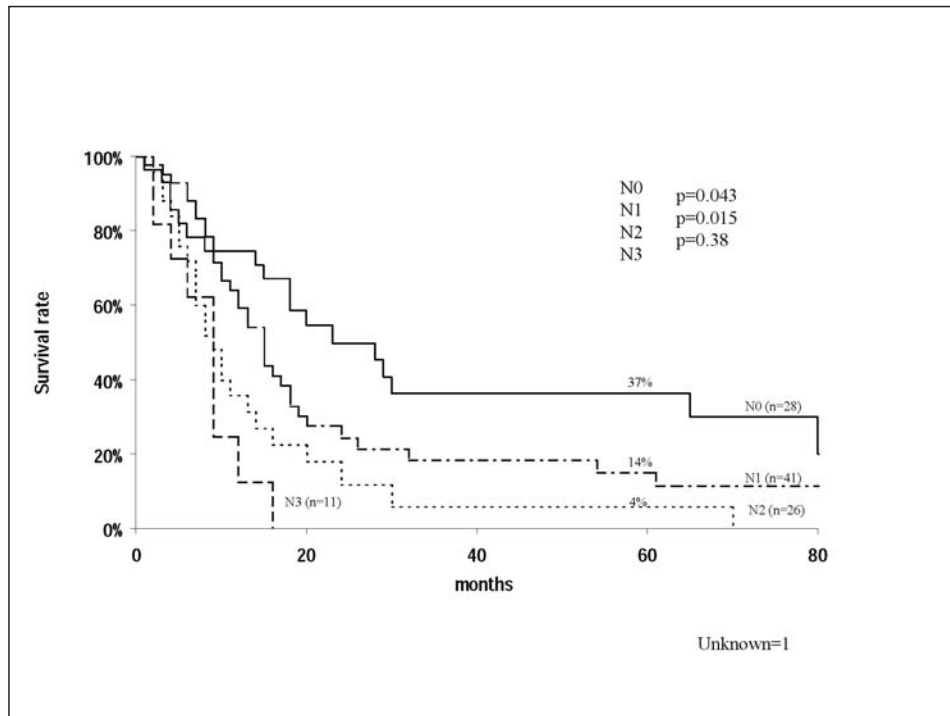 100%
80%
60%
40%
20%
0%
Survival rate
N0
N1
N2
N3
p=0.043
p=0.015
p=0.38
37%
N0 (n=28)
14%
N1 (n=41)
4%
N2 (n=26)
N3 (n=11)
0 20 40 60 80
months
Unknown=1